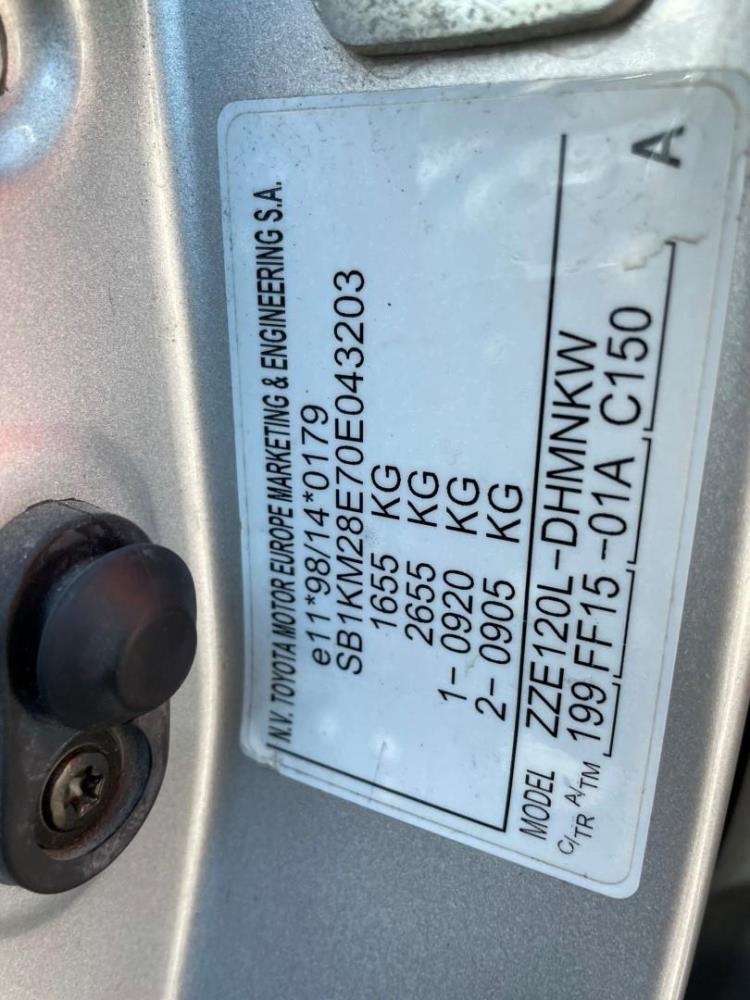 N.V. TOYOTA MOTOR EUROPE MARKETING & ENGINEERING S.A.
e11*98/14*0179
SB1KM28E70E043203
1655 KG
2655 KG
1- 0920 KG
2- 0905 KG
MODEL ZZE120L-DHMNKW
C/TR A/TM 199 FF15 -01A C150 A